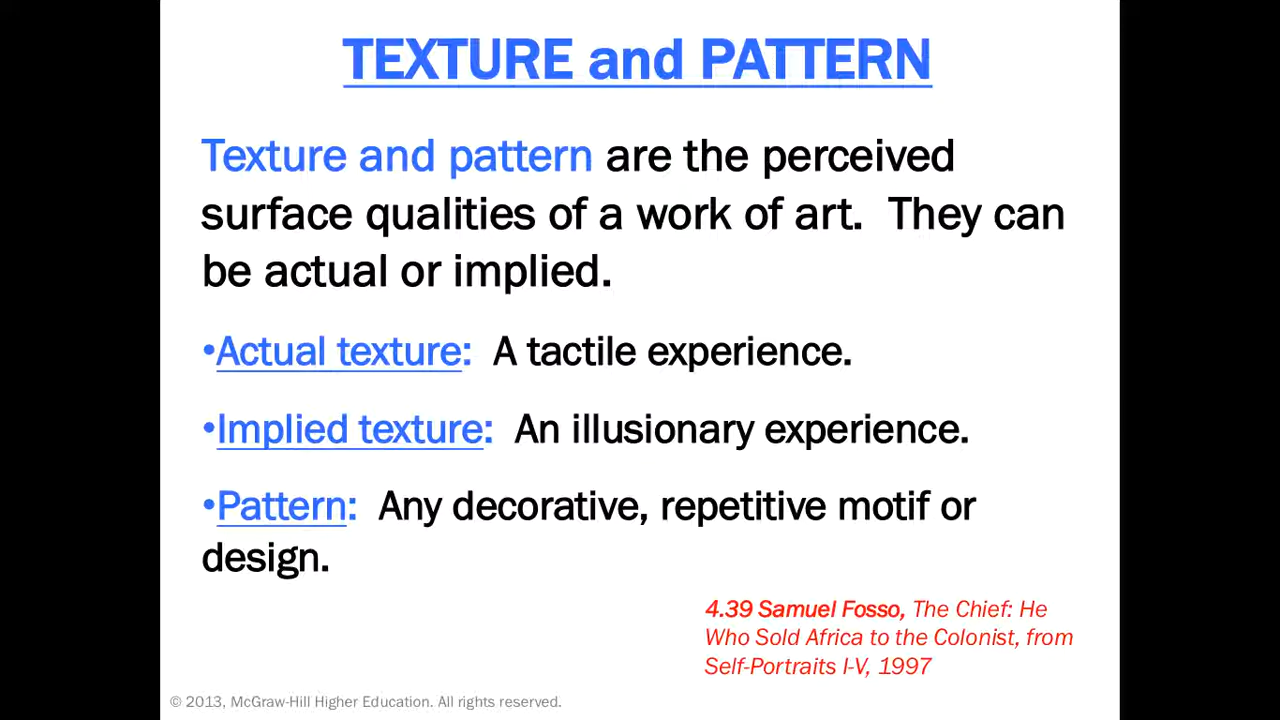 TEXTURE and PATTERN
Texture and pattern are the perceived
surface qualities of a work of art.  They can
be actual or implied.
•Actual texture:  A tactile experience.
•Implied texture:  An illusionary experience.
•Pattern:  Any decorative, repetitive motif or
design.
4.39 Samuel Fosso, The Chief: He
Who Sold Africa to the Colonist, from
Self-Portraits I-V, 1997
© 2013, McGraw-Hill Higher Education. All rights reserved.